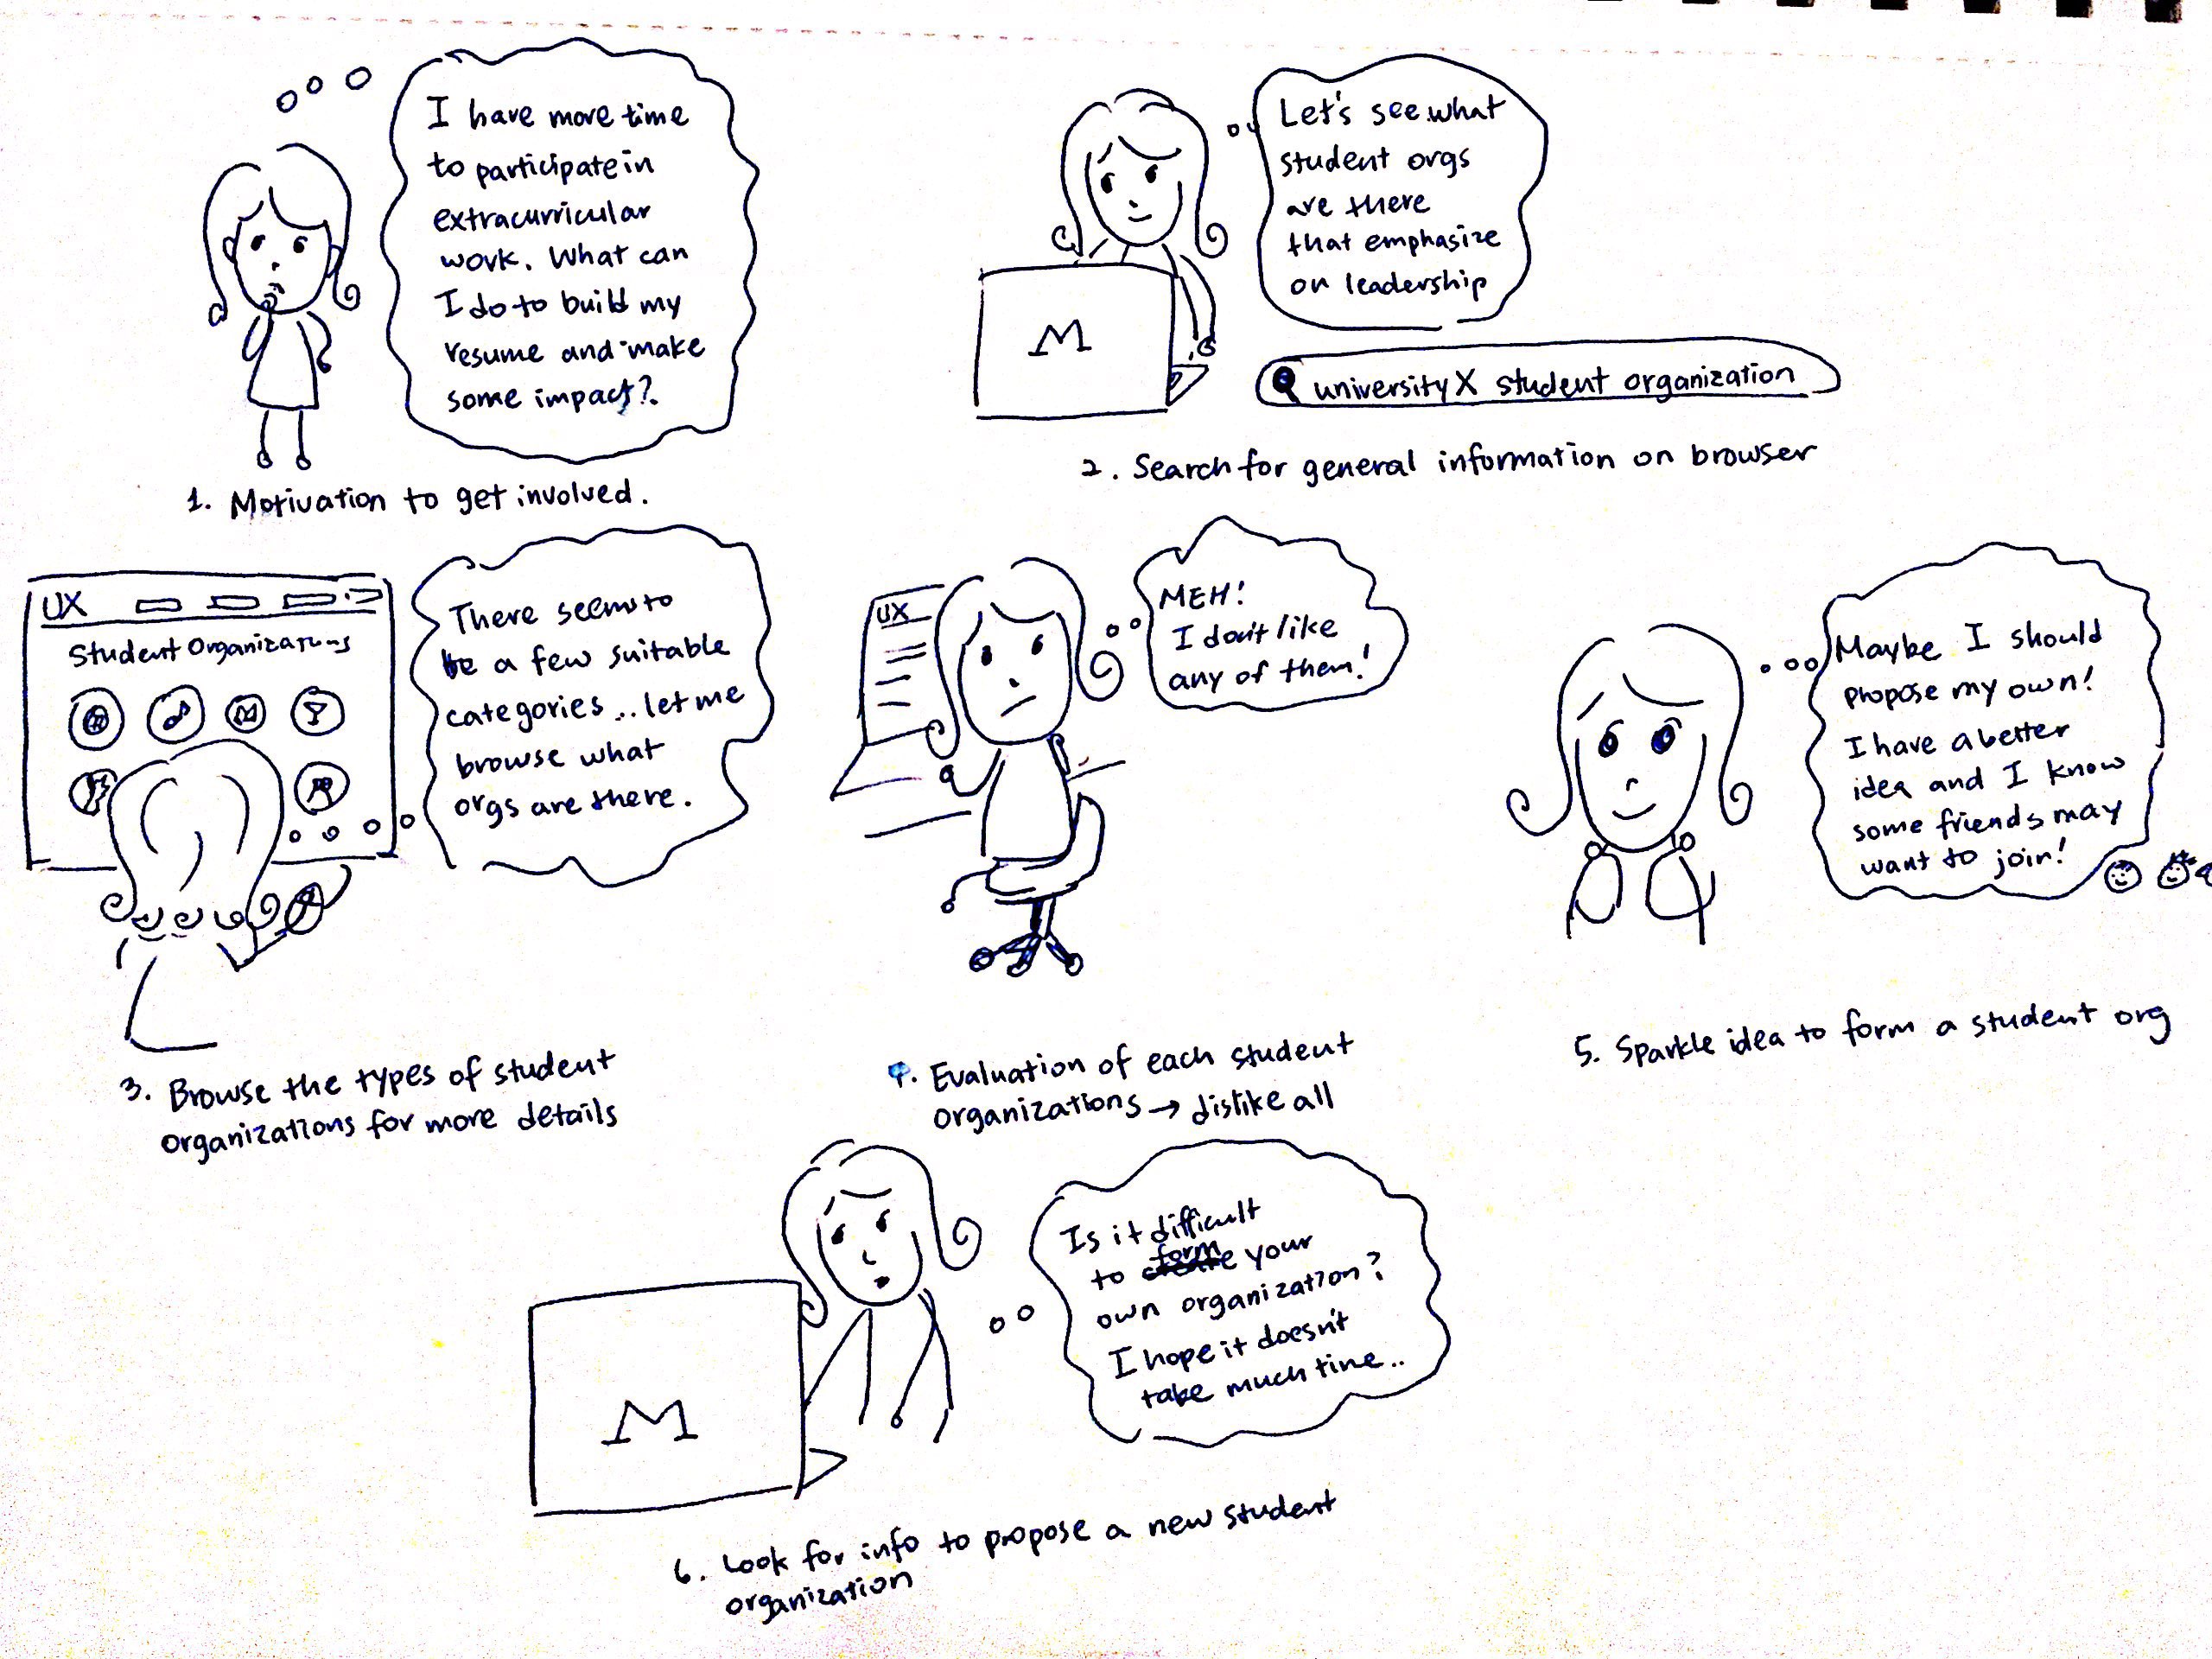 I have more time
to participate in
extracurricular
work. What can
I do to build my
resume and make
some impact?
1. Motivation to get involved.
Let's see what
student orgs
are there
that emphasize
on leadership
M
university X student organization
2. Search for general information on browser
UX
Student Organizations
There seems to
be a few suitable
categories... let me
browse what
orgs are there.
3. Browse the types of student
organizations for more details
UX
MEH!
I don't like
any of them!
4. Evaluation of each student
organizations → dislike all
Maybe I should
propose my own!
I have a better
idea and I know
some friends may
want to join!
5. Sparkle idea to form a student org
M
Is it difficult
to form your
own organization?
I hope it doesn't
take much time..
6. Look for info to propose a new student
organization